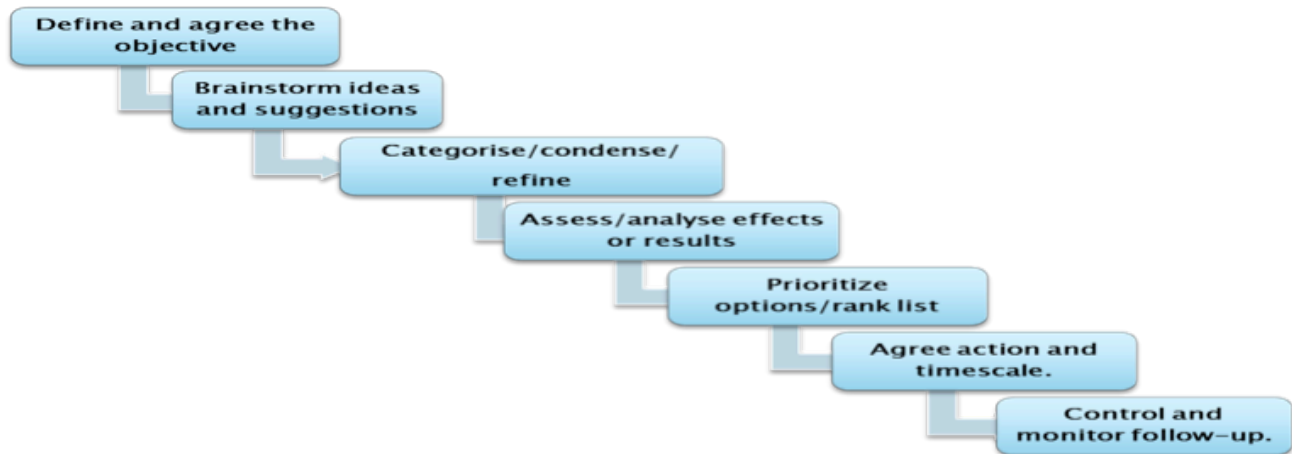 Define and agree the
objective
Brainstorm ideas
and suggestions
Categorise/condense/
refine
Assess/analyse effects
or results
Prioritize
options/rank list
Agree action and
timescale.
Control and
monitor follow-up.